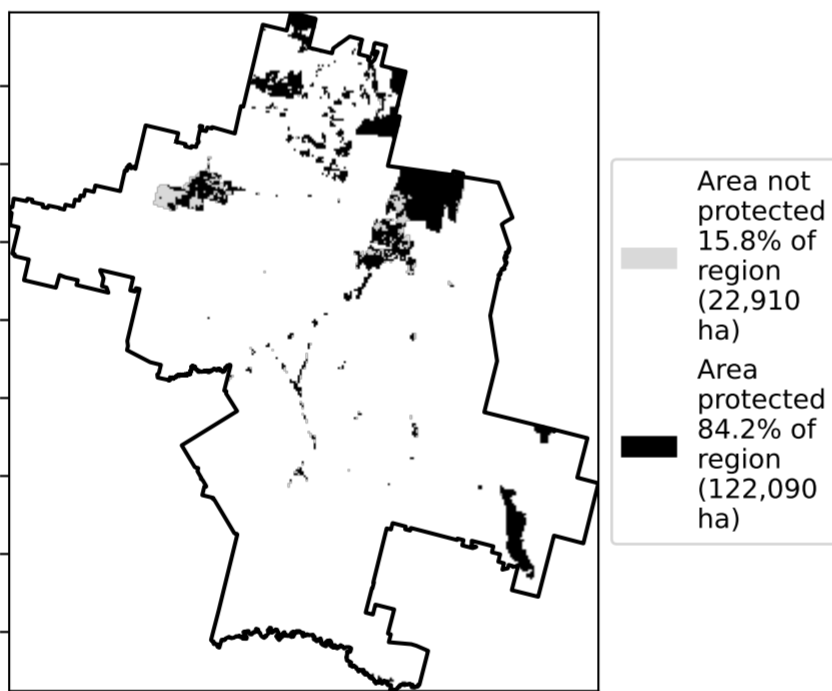 Area not
protected
15.8% of
region
(22,910
ha)
Area
protected
84.2% of
region
(122,090
ha)